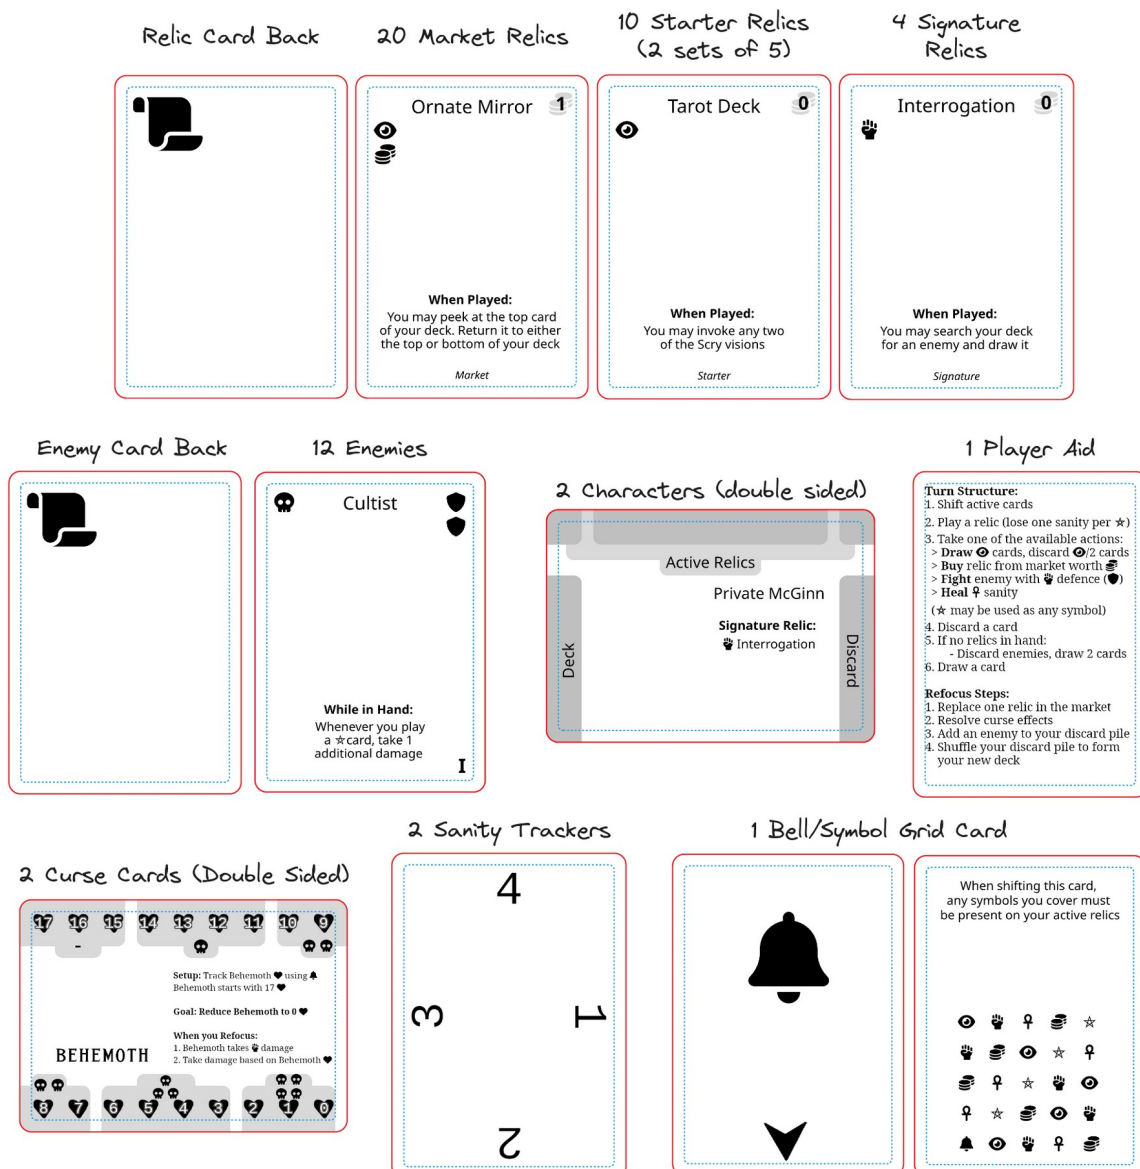 Relic Card Back
20 Market Relics
10 Starter Relics
(2 sets of 5)
4 Signature
Relics
Ornate Mirror
1
When Played:
You may peek at the top card
of your deck. Return it to either
the top or bottom of your deck
Market
Tarot Deck
0
When Played:
You may invoke any two
of the Scry visions
Starter
Interrogation
0
When Played:
You may search your deck
for an enemy and draw it
Signature
Enemy Card Back
12 Enemies
Cultist
While in Hand:
Whenever you play
a card, take 1
additional damage
I
2 Characters (double sided)
Active Relics
Private McGinn
Signature Relic:
Interrogation
Deck
Discard
1 Player Aid
Turn Structure:
1. Shift active cards
2. Play a relic (lose one sanity per )
3. Take one of the available actions:
> Draw cards, discard /2 cards
> Buy relic from market worth
> Fight enemy with defence ( )
> Heal sanity
( may be used as any symbol)
4. Discard a card
5. If no relics in hand:
- Discard enemies, draw 2 cards
6. Draw a card
Refocus Steps:
1. Replace one relic in the market
2. Resolve curse effects
3. Add an enemy to your discard pile
4. Shuffle your discard pile to form
your new deck
2 Curse Cards (Double Sided)
17 16 15 14 13 12 11 10 9
-
Setup: Track Behemoth using
Behemoth starts with 17
Goal: Reduce Behemoth to 0
When you Refocus:
1. Behemoth takes damage
2. Take damage based on Behemoth
BEHEMOTH
8 7 6 5 4 3 2 1 0
2 Sanity Trackers
4
3
1
2
1 Bell/Symbol Grid Card
When shifting this card,
any symbols you cover must
be present on your active relics